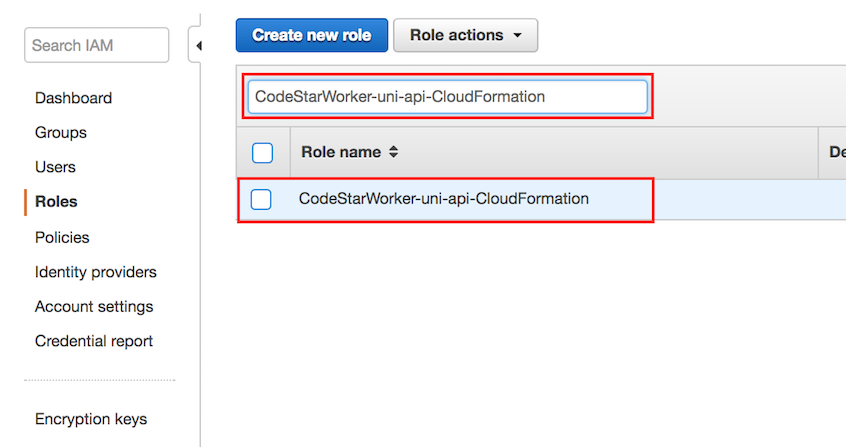 Search IAM
Dashboard
Groups
Users
Roles
Policies
Identity providers
Account settings
Credential report
Encryption keys
Create new role
Role actions
CodeStarWorker-uni-api-CloudFormation
Role name
De
CodeStarWorker-uni-api-CloudFormation